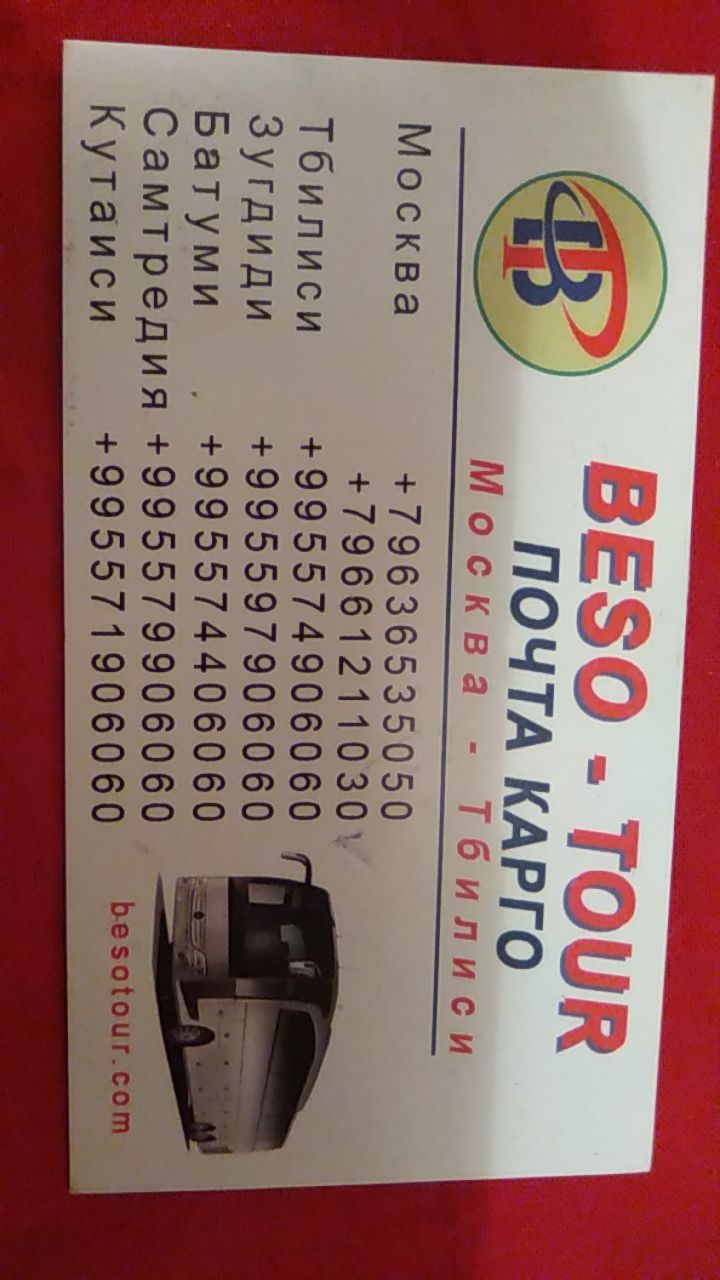 BESO - TOUR
ПОЧТА КАРГО
Москва - Тбилиси
Москва +79636535050
+79661211030
Тбилиси +995574906060
Зугдиди +995597906060
Батуми +995574406060
Самтредия +995579906060
Кутаиси +995571906060
besotour.com